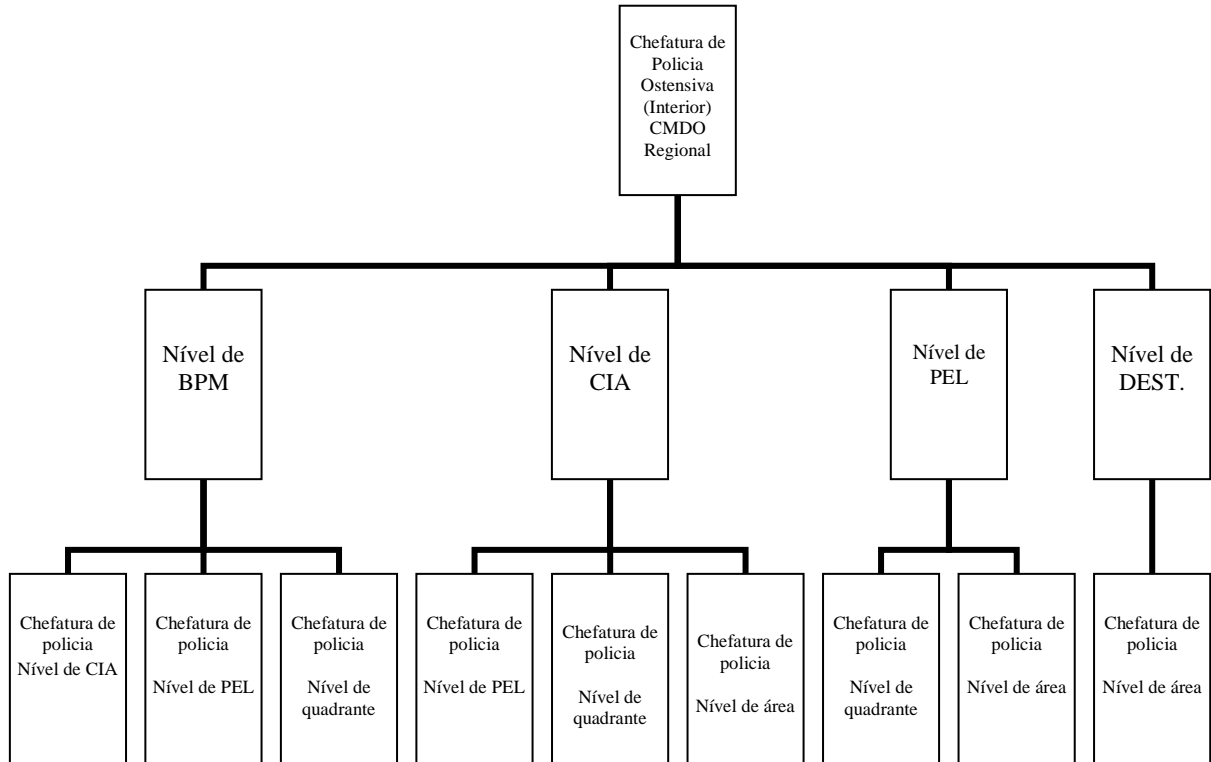 Chefatura de
Policia
Ostensiva
(Interior)
CMDO
Regional
Nível de
BPM
Nível de
CIA
Nível de
PEL
Nível de
DEST.
Chefatura de
policia
Nível de CIA
Chefatura de
policia
Nível de PEL
Chefatura de
policia
Nível de
quadrante
Chefatura de
policia
Nível de PEL
Chefatura de
policia
Nível de
quadrante
Chefatura de
policia
Nível de área
Chefatura de
policia
Nível de
quadrante
Chefatura de
policia
Nível de área
Chefatura de
policia
Nível de área